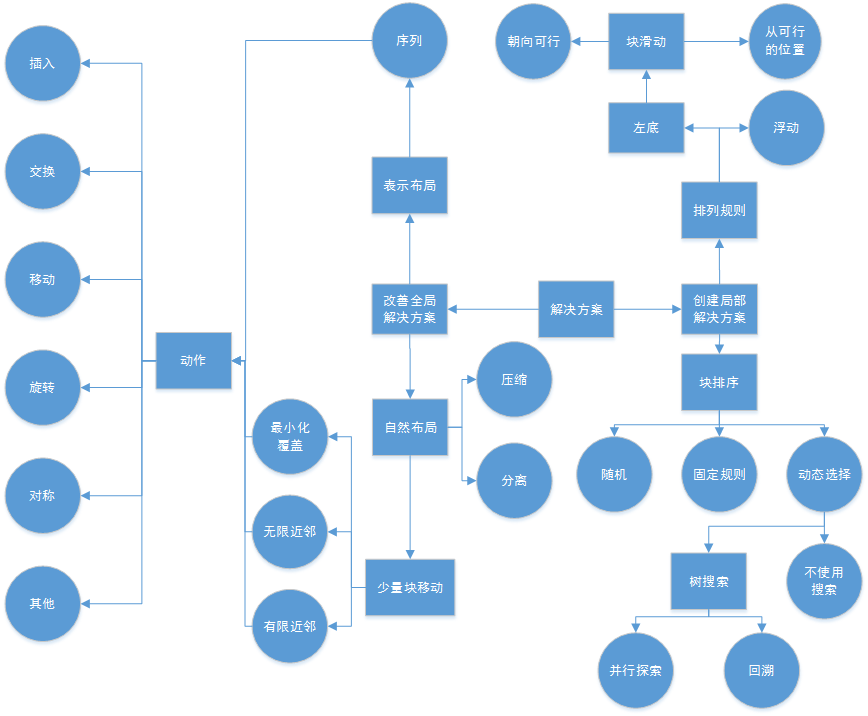 序列
朝向可行
块滑动
从可行
的位置
插入
左底
浮动
交换
表示布局
排列规则
移动
改善全局
解决方案
解决方案
创建局部
解决方案
动作
旋转
压缩
块排序
最小化
覆盖
自然布局
对称
分离
随机
固定规则
动态选择
无限近邻
其他
少量块移动
树搜索
不使用
搜索
有限近邻
并行探索
回溯